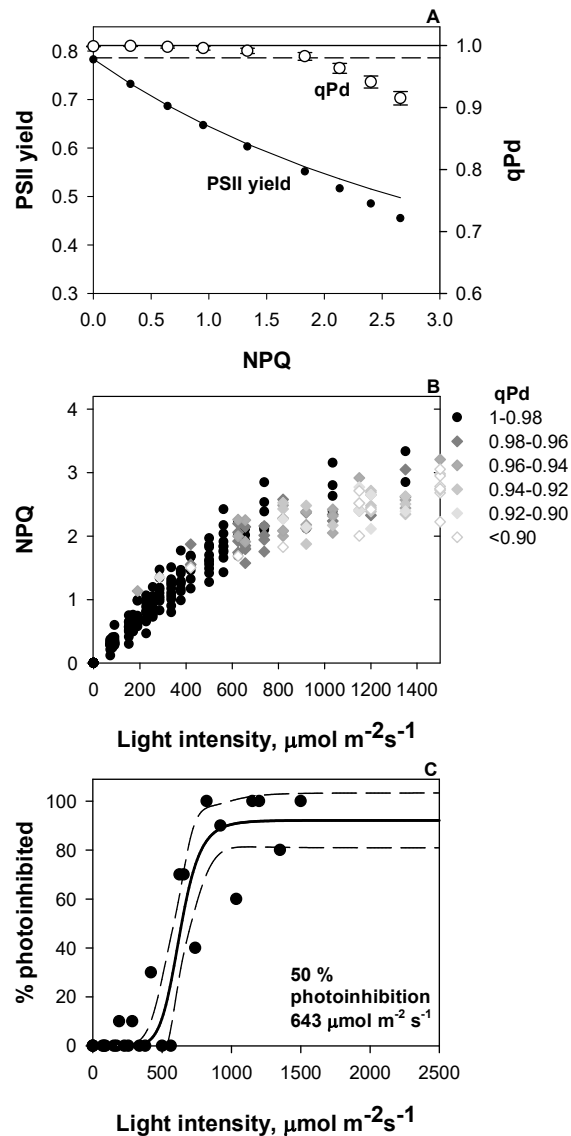 A
PSII yield
0.8
0.7
0.6
0.5
0.4
0.3
qPd
PSII yield
1.0
0.9
0.8
0.7
0.6
qPd
0.0 0.5 1.0 1.5 2.0 2.5 3.0
NPQ
B
NPQ
4
3
2
1
0
0 200 400 600 800 1000 1200 1400
Light intensity, μmol m-2s-1
qPd
1-0.98
0.98-0.96
0.96-0.94
0.94-0.92
0.92-0.90
<0.90
C
% photoinhibited
100
80
60
40
20
0
50 %
photoinhibition
643 μmol m-2 s-1
0 500 1000 1500 2000 2500
Light intensity, μmol m-2s-1